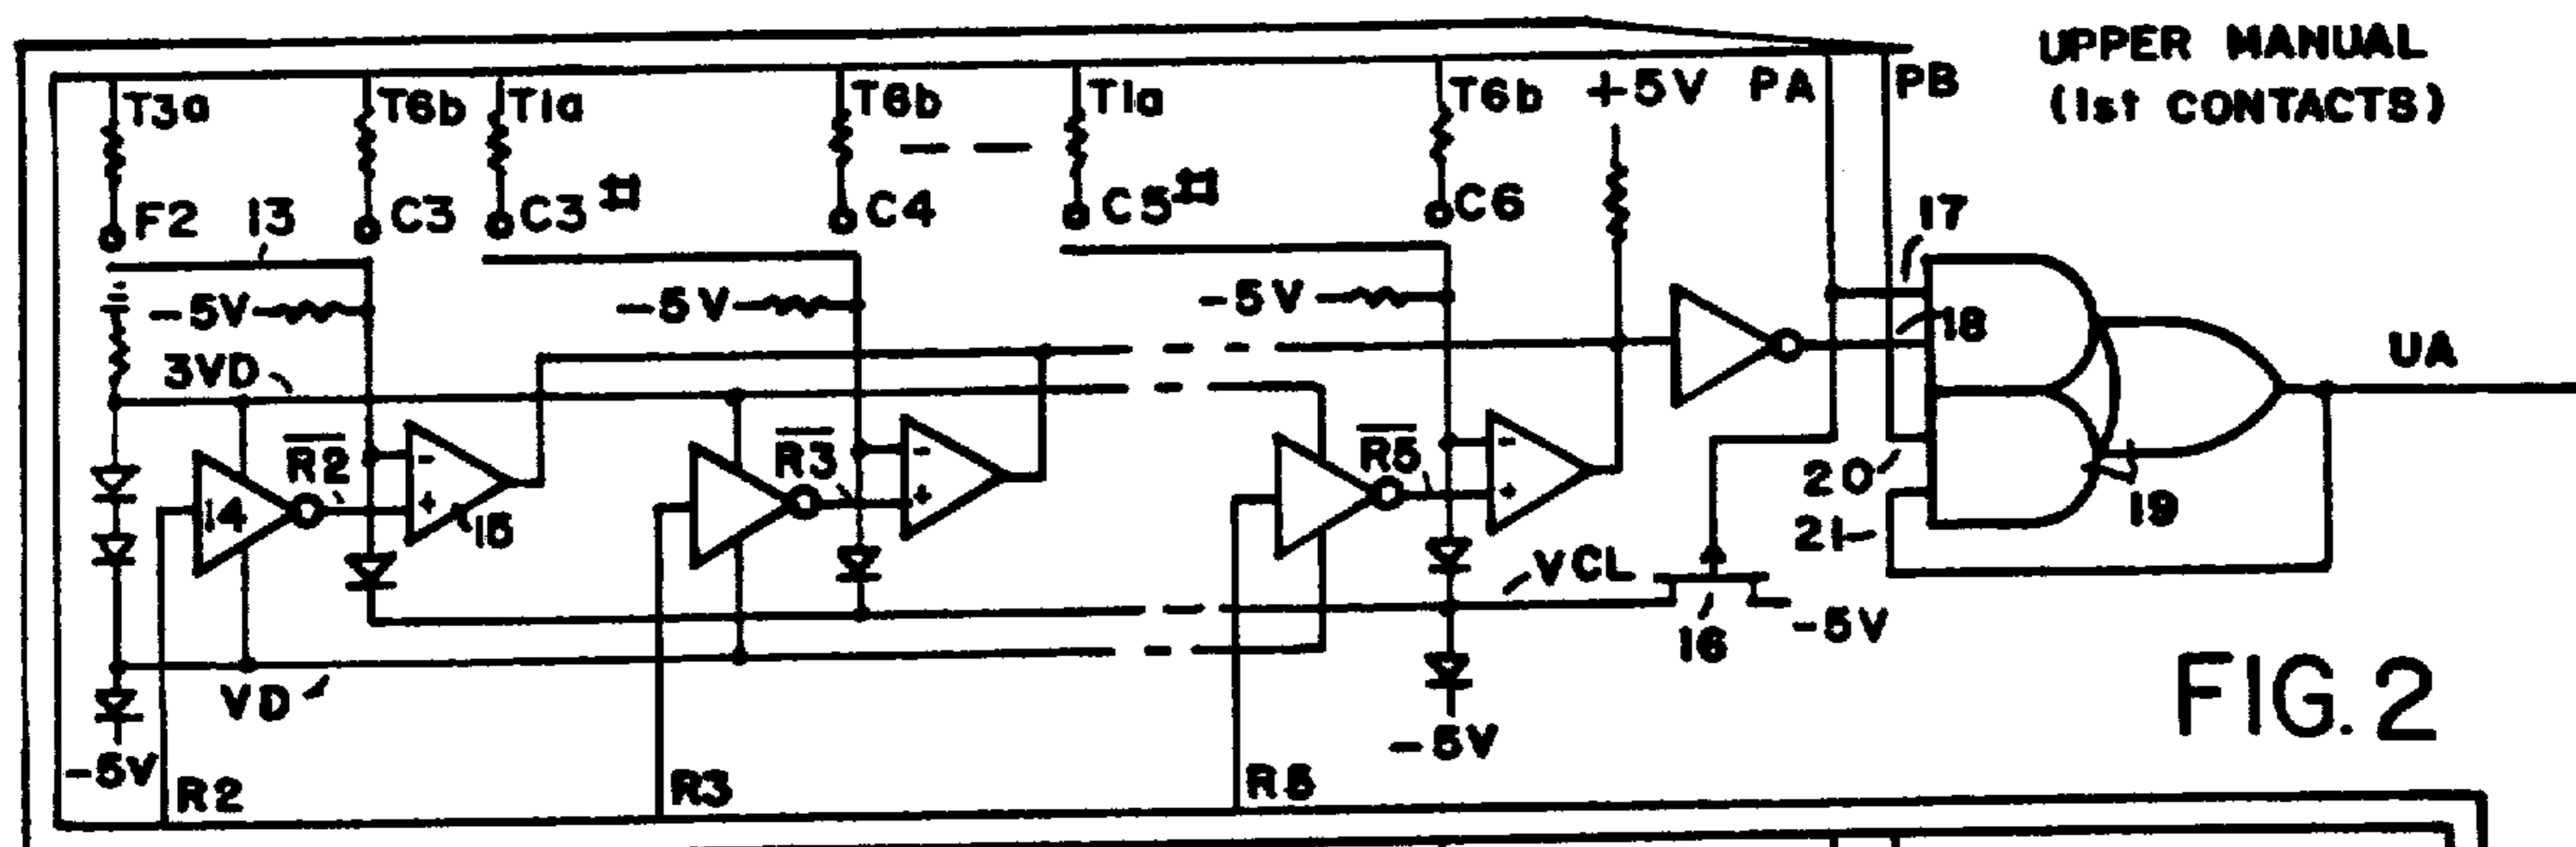 UPPER MANUAL
(1st CONTACTS)
T3a T6b T1a T6b T1a T6b +5V PA PB
F2 13 C3 C3# C4 C5# C6 17
-5V -5V -5V 18
3VD UA
R2 R3 R5
- - -
14 + 15 + + 20 19
21
VCL
16 -5V
VD
-5V -5V
R2 R3 R5
FIG. 2